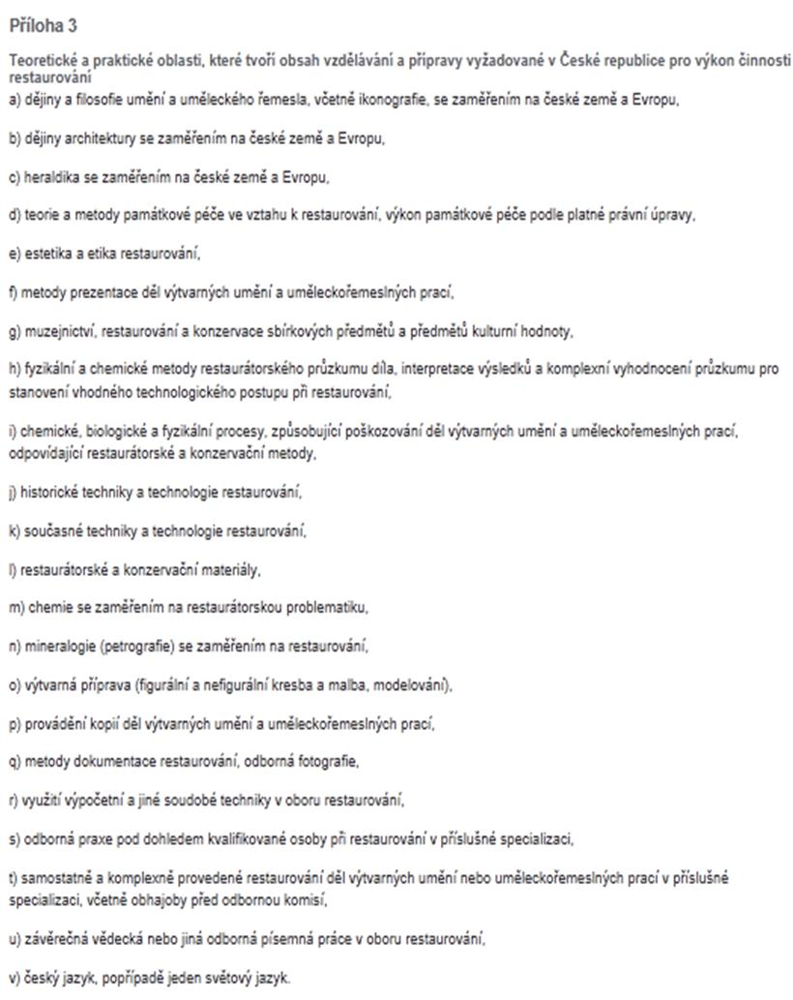 Příloha 3
Teoretické a praktické oblasti, které tvoří obsah vzdělávání a přípravy vyžadované v České republice pro výkon činnosti
restaurování
a) dějiny a filosofie umění a uměleckého řemesla, včetně ikonografie, se zaměřením na české země a Evropu,
b) dějiny architektury se zaměřením na české země a Evropu,
c) heraldika se zaměřením na české země a Evropu,
d) teorie a metody památkové péče ve vztahu k restaurování, výkon památkové péče podle platné právní úpravy,
e) estetika a etika restaurování,
f) metody prezentace děl výtvarných umění a uměleckořemeslných prací,
g) muzejnictví, restaurování a konzervace sbírkových předmětů a předmětů kulturní hodnoty,
h) fyzikální a chemické metody restaurátorského průzkumu díla, interpretace výsledků a komplexní vyhodnocení průzkumu pro
stanovení vhodného technologického postupu při restaurování,
i) chemické, biologické a fyzikální procesy, způsobující poškozování děl výtvarných umění a uměleckořemeslných prací,
odpovídající restaurátorské a konzervační metody,
j) historické techniky a technologie restaurování,
k) současné techniky a technologie restaurování,
l) restaurátorské a konzervační materiály,
m) chemie se zaměřením na restaurátorskou problematiku,
n) mineralogie (petrografie) se zaměřením na restaurování,
o) výtvarná příprava (figurální a nefigurální kresba a malba, modelování),
p) provádění kopií děl výtvarných umění a uměleckořemeslných prací,
q) metody dokumentace restaurování, odborná fotografie,
r) využití výpočetní a jiné soudobé techniky v oboru restaurování,
s) odborná praxe pod dohledem kvalifikované osoby při restaurování v příslušné specializaci,
t) samostatně a komplexně provedené restaurování děl výtvarných umění nebo uměleckořemeslných prací v příslušné
specializaci, včetně obhajoby před odbornou komisí,
u) závěrečná vědecká nebo jiná odborná písemná práce v oboru restaurování,
v) český jazyk, popřípadě jeden světový jazyk.